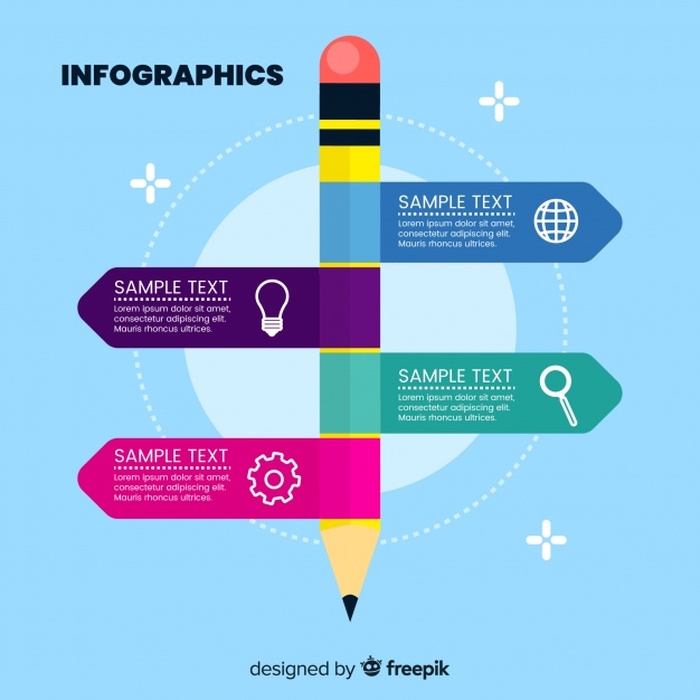 INFOGRAPHICS
SAMPLE TEXT
Lorem ipsum dolor sit amet,
consectetur adipiscing elit.
Mauris rhoncus ultrices.
SAMPLE TEXT
Lorem ipsum dolor sit amet,
consectetur adipiscing elit.
Mauris rhoncus ultrices.
SAMPLE TEXT
Lorem ipsum dolor sit amet,
consectetur adipiscing elit.
Mauris rhoncus ultrices.
SAMPLE TEXT
Lorem ipsum dolor sit amet,
consectetur adipiscing elit.
Mauris rhoncus ultrices.
designed by freepik